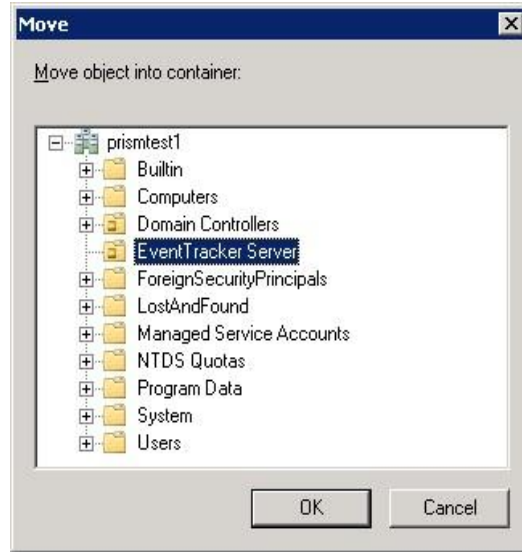 Move
Move object into container:
prismtest1
Builtin
Computers
Domain Controllers
EventTracker Server
ForeignSecurityPrincipals
LostAndFound
Managed Service Accounts
NTDS Quotas
Program Data
System
Users
OK Cancel